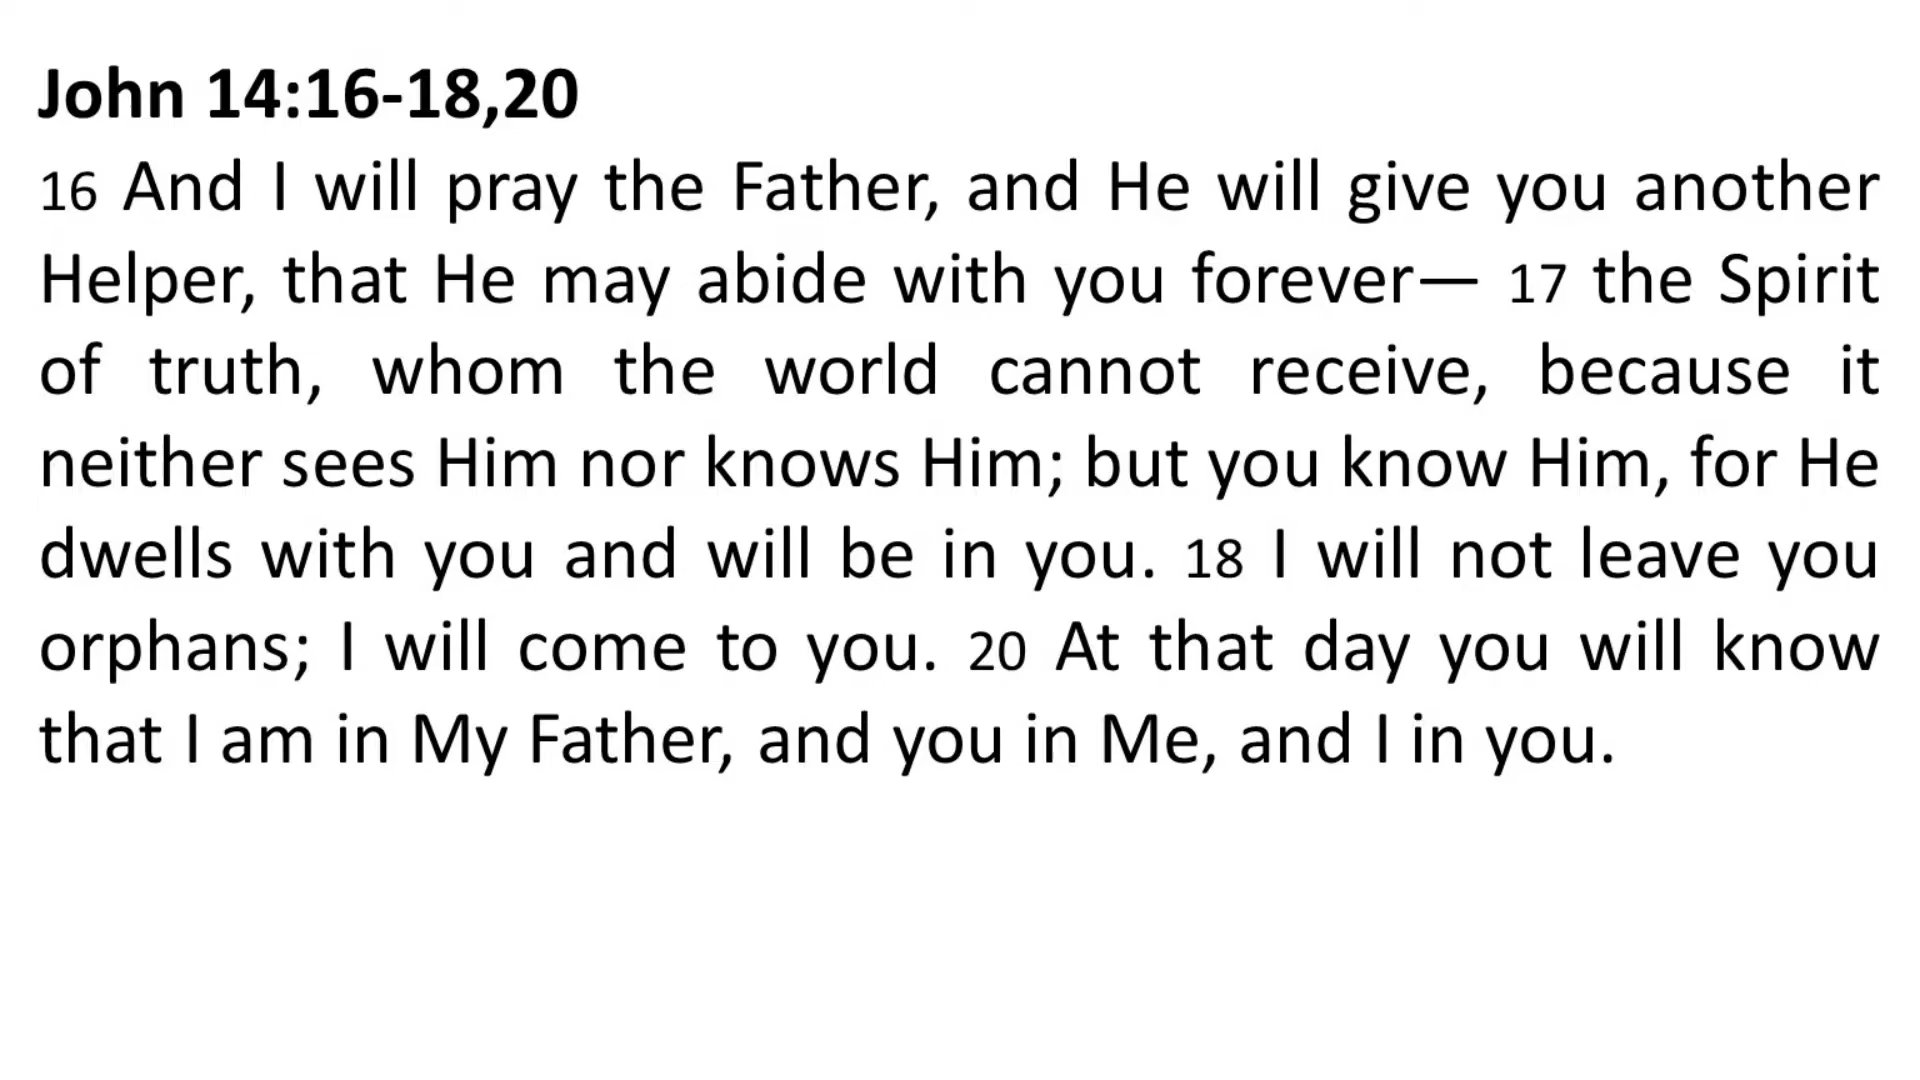 John 14:16-18,20
16 And I will pray the Father, and He will give you another
Helper, that He may abide with you forever— 17 the Spirit
of truth, whom the world cannot receive, because it
neither sees Him nor knows Him; but you know Him, for He
dwells with you and will be in you. 18 I will not leave you
orphans; I will come to you. 20 At that day you will know
that I am in My Father, and you in Me, and I in you.